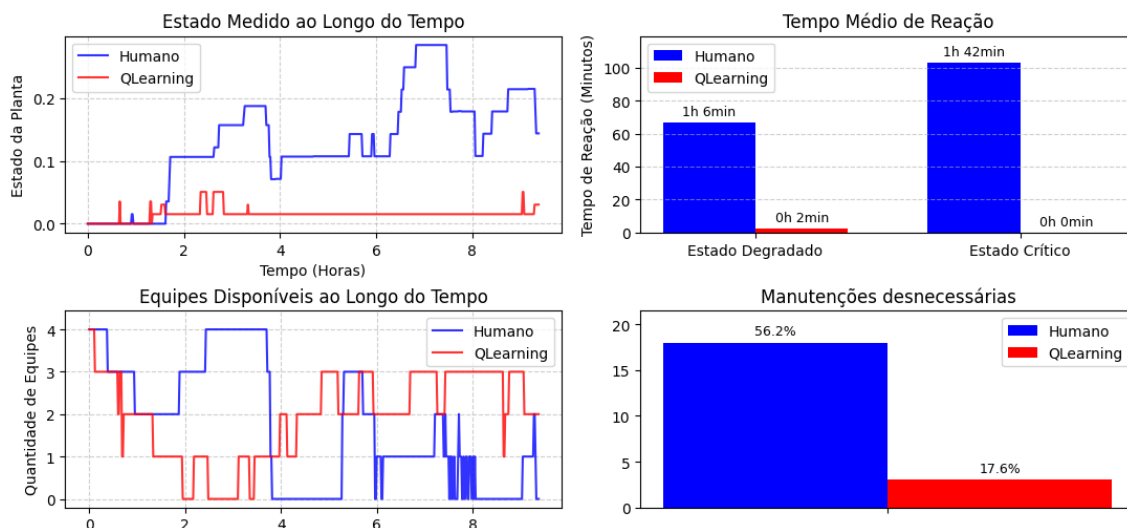 Estado Medido ao Longo do Tempo
Humano
QLearning
0.2
0.1
0.0
Estado da Planta
0 2 4 6 8
Tempo (Horas)
Tempo Médio de Reação
Humano
QLearning
1h 6min
0h 2min
1h 42min
0h 0min
100
80
60
40
20
0
Tempo de Reação (Minutos)
Estado Degradado Estado Crítico
Equipes Disponíveis ao Longo do Tempo
Humano
QLearning
4
3
2
1
0
Quantidade de Equipes
0 2 4 6 8
Manutenções desnecessárias
Humano
QLearning
56.2%
17.6%
20
15
10
5
0